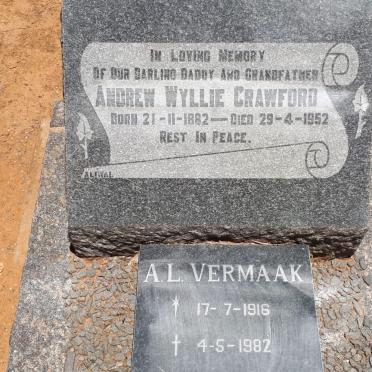 In Loving Memory
Of Our Darling Daddy And Grandfather
Andrew Wyllie Crawford
Born 21-11-1882—Died 29-4-1952
Rest In Peace.
ALIWAL
A.L. VERMAAK
* 17-7-1916
† 4-5-1982